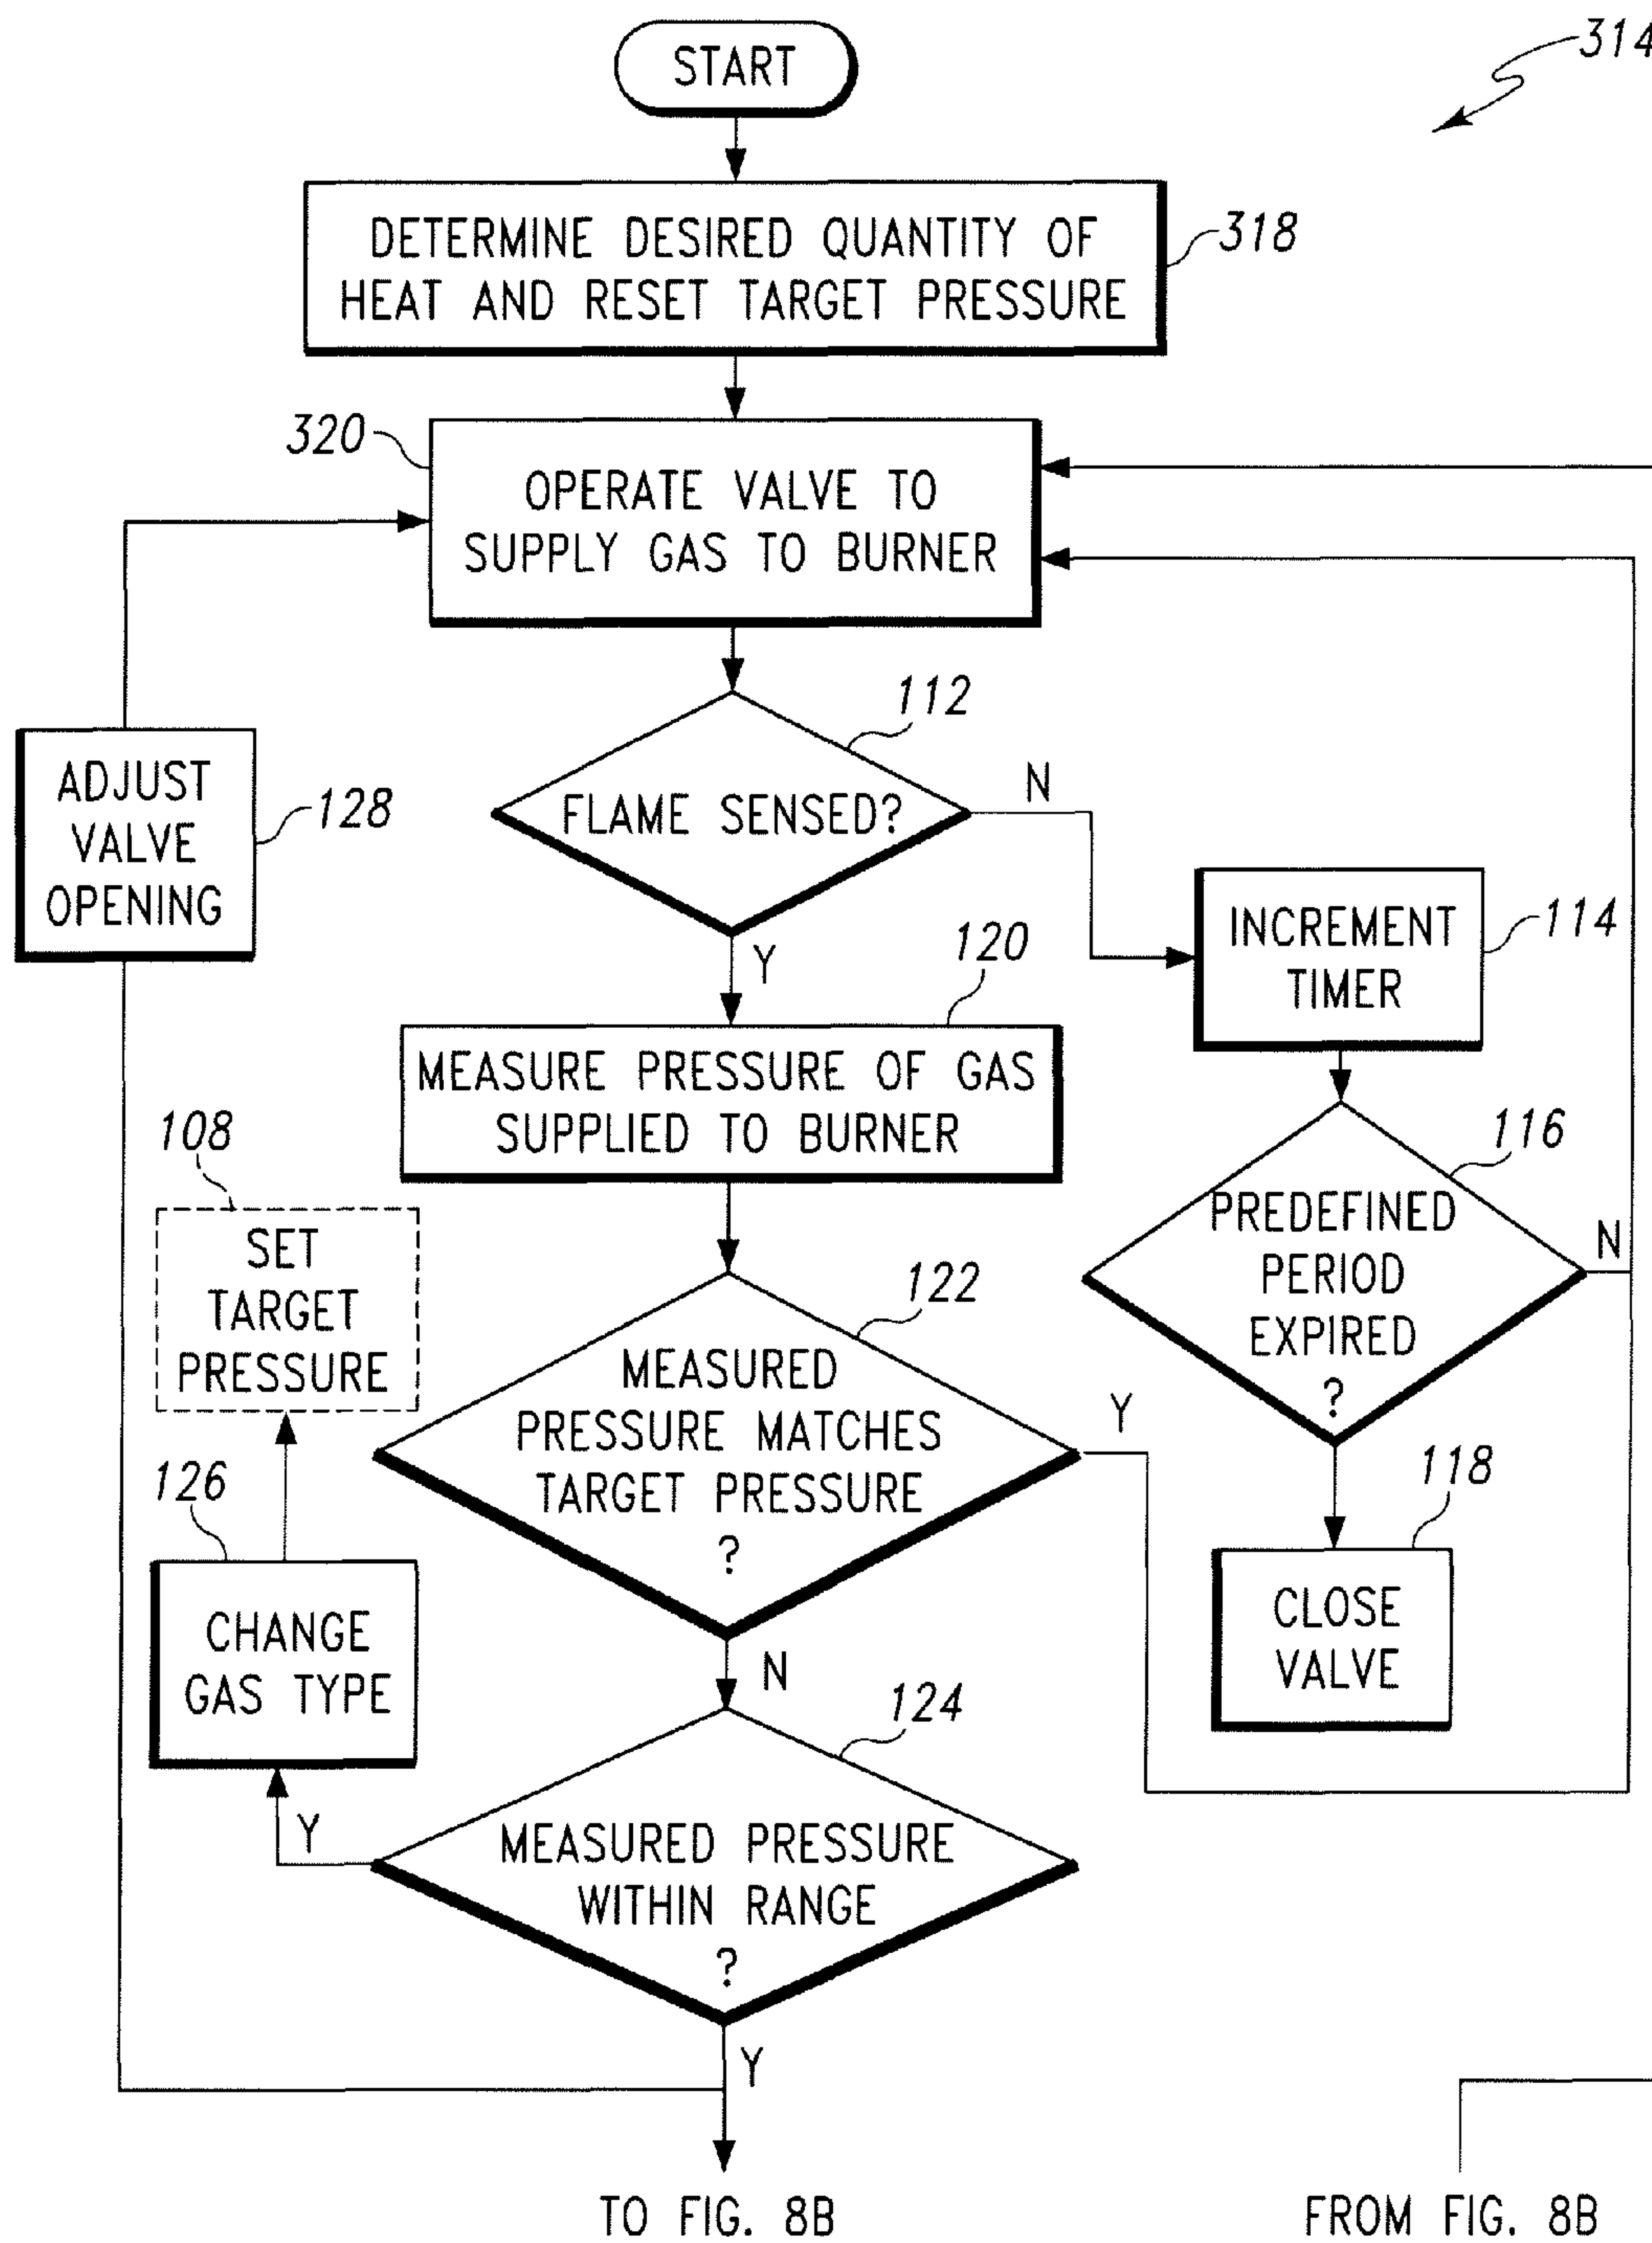 START
314
DETERMINE DESIRED QUANTITY OF
HEAT AND RESET TARGET PRESSURE
318
320
OPERATE VALVE TO
SUPPLY GAS TO BURNER
112
FLAME SENSED?
N
Y
ADJUST
VALVE
OPENING
128
INCREMENT
TIMER
114
120
MEASURE PRESSURE OF GAS
SUPPLIED TO BURNER
108
SET
TARGET
PRESSURE
116
PREDEFINED
PERIOD
EXPIRED
?
N
122
MEASURED
PRESSURE MATCHES
TARGET PRESSURE
?
Y
N
126
CHANGE
GAS TYPE
118
CLOSE
VALVE
124
MEASURED PRESSURE
WITHIN RANGE
?
Y
Y
TO FIG. 8B
FROM FIG. 8B